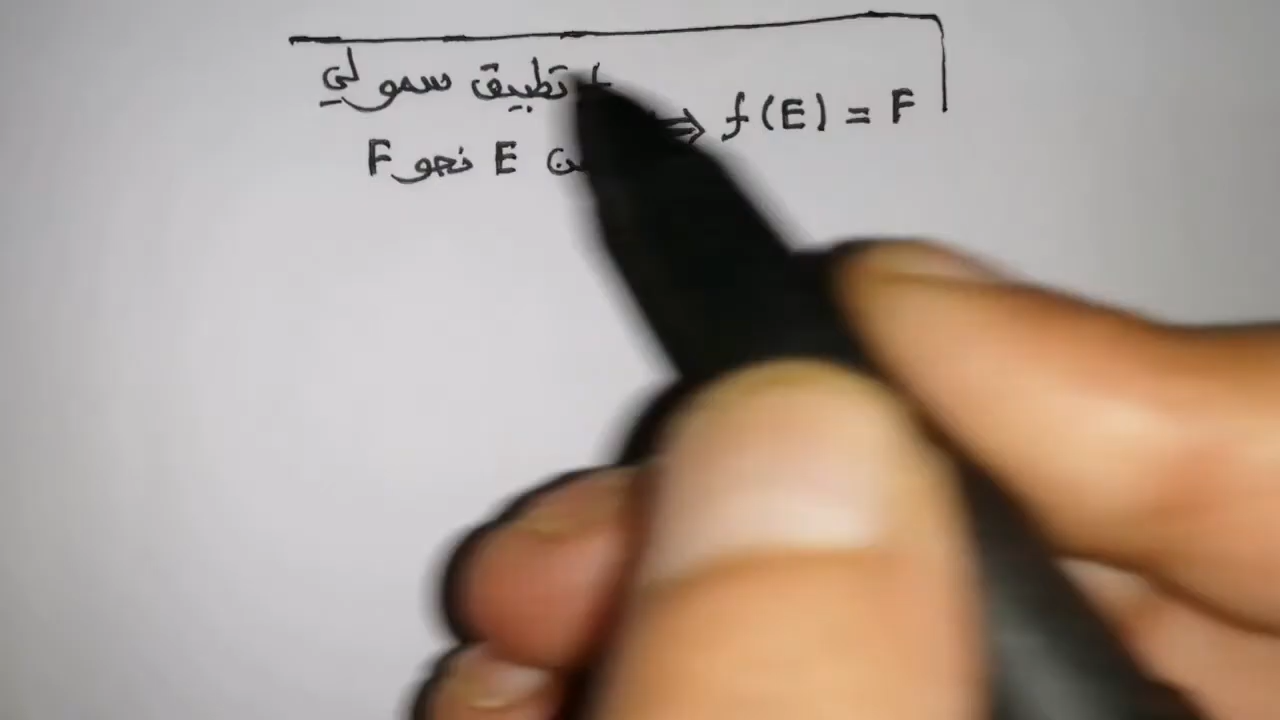 تطبيق سمولي
E نحو F
⇒ f(E) = F